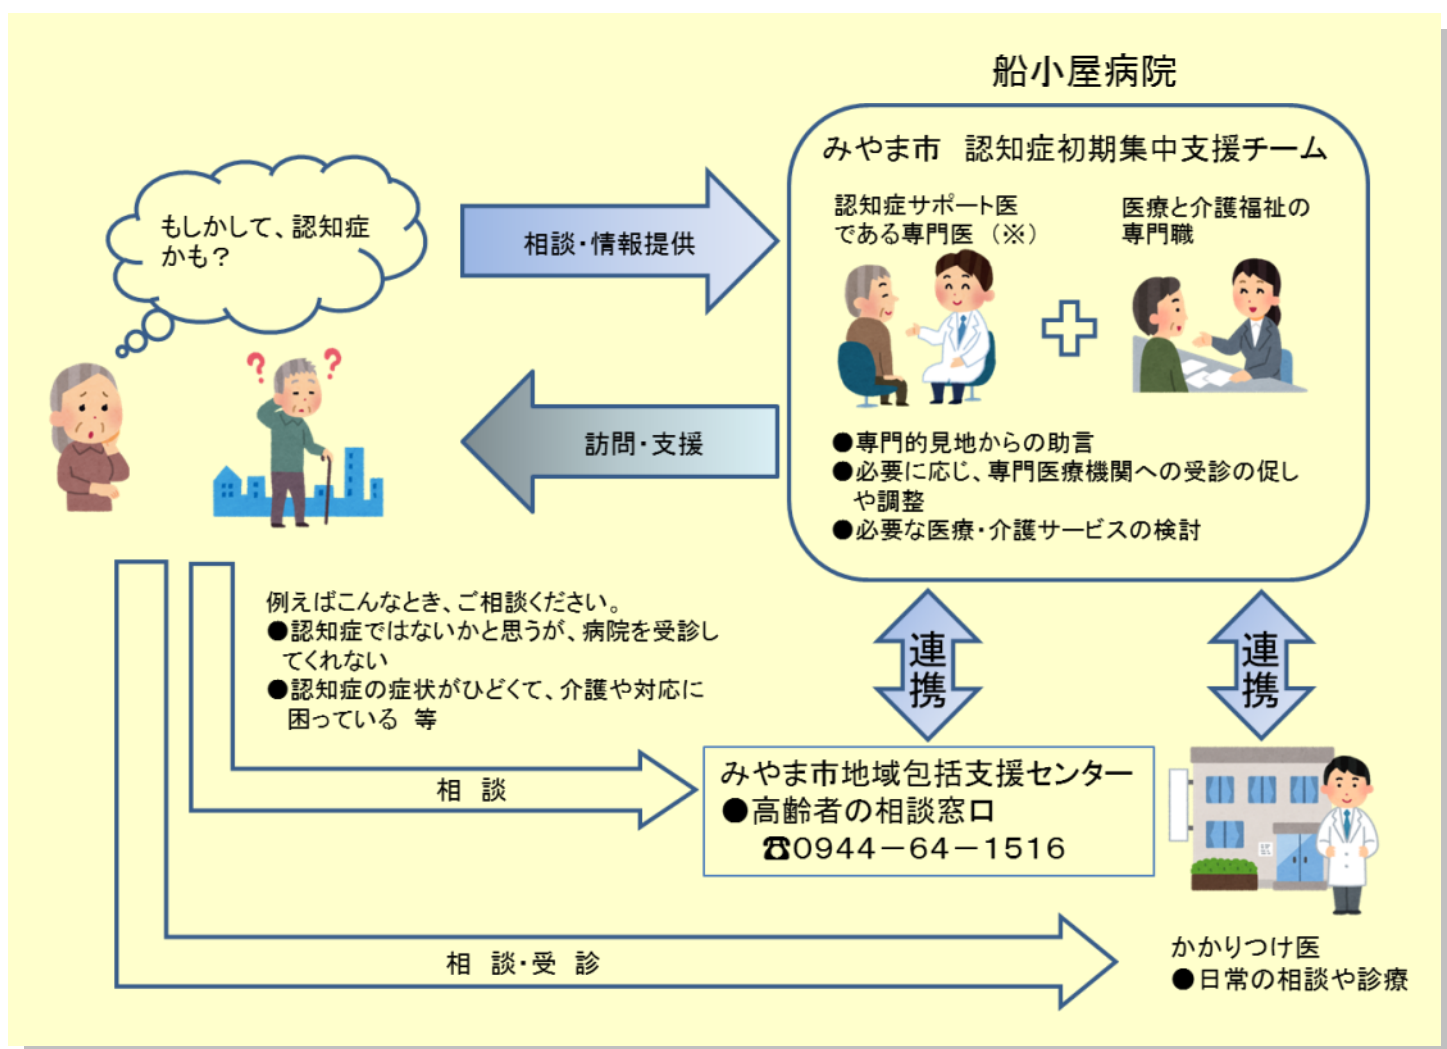 船小屋病院
みやま市　認知症初期集中支援チーム
認知症サポート医
である専門医（※）
医療と介護福祉の
専門職
●専門的見地からの助言
●必要に応じ、専門医療機関への受診の促し
や調整
●必要な医療・介護サービスの検討
もしかして、認知症
かも？
相談・情報提供
訪問・支援
例えばこんなとき、ご相談ください。
●認知症ではないかと思うが、病院を受診し
てくれない
●認知症の症状がひどくて、介護や対応に
困っている　等
連携
連携
相　談
みやま市地域包括支援センター
●高齢者の相談窓口
☎0944－64－1516
相　談・受　診
かかりつけ医
●日常の相談や診療